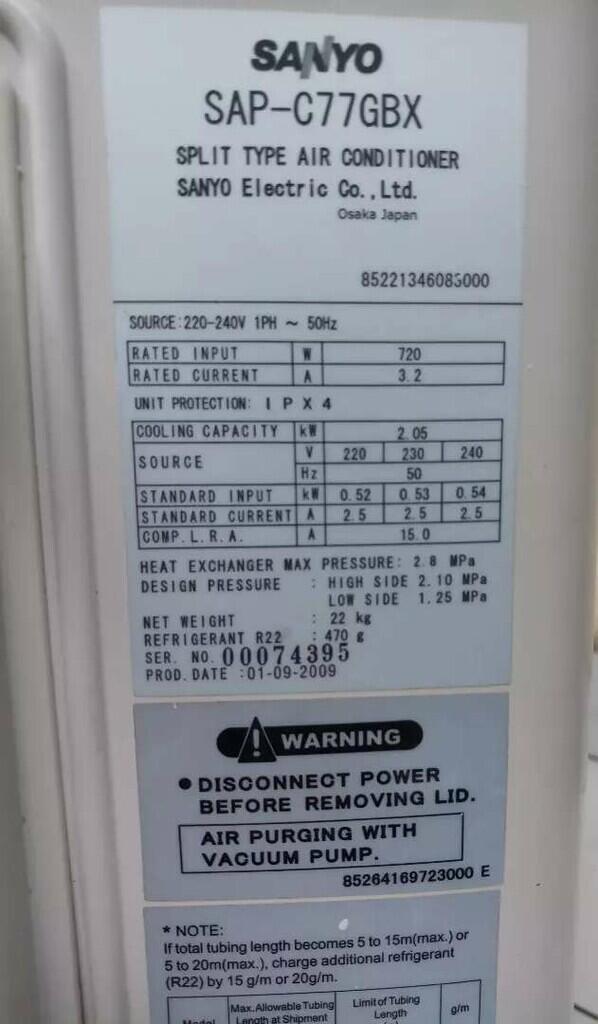 SANYO
SAP-C77GBX
SPLIT TYPE AIR CONDITIONER
SANYO Electric Co.,Ltd.
Osaka Japan
85221346083000
SOURCE:220-240V 1PH ~ 50Hz
RATED INPUT W 720
RATED CURRENT A 3.2
UNIT PROTECTION: I P X 4
COOLING CAPACITY kW 2.05
SOURCE V 220 230 240
Hz 50
STANDARD INPUT kW 0.52 0.53 0.54
STANDARD CURRENT A 2.5 2.5 2.5
COMP.L.R.A. A 15.0
HEAT EXCHANGER MAX PRESSURE: 2.8 MPa
DESIGN PRESSURE : HIGH SIDE 2.10 MPa
LOW SIDE 1.25 MPa
NET WEIGHT : 22 kg
REFRIGERANT R22 : 470 g
SER. NO. 00074395
PROD.DATE :01-09-2009
WARNING
● DISCONNECT POWER
BEFORE REMOVING LID.
AIR PURGING WITH
VACUUM PUMP.
85264169723000 E
* NOTE:
If total tubing length becomes 5 to 15m(max.) or
5 to 20m(max.), charge additional refrigerant
(R22) by 15 g/m or 20g/m.
Model Max.Allowable Tubing Limit of Tubing g/m
Length at Shipment Length